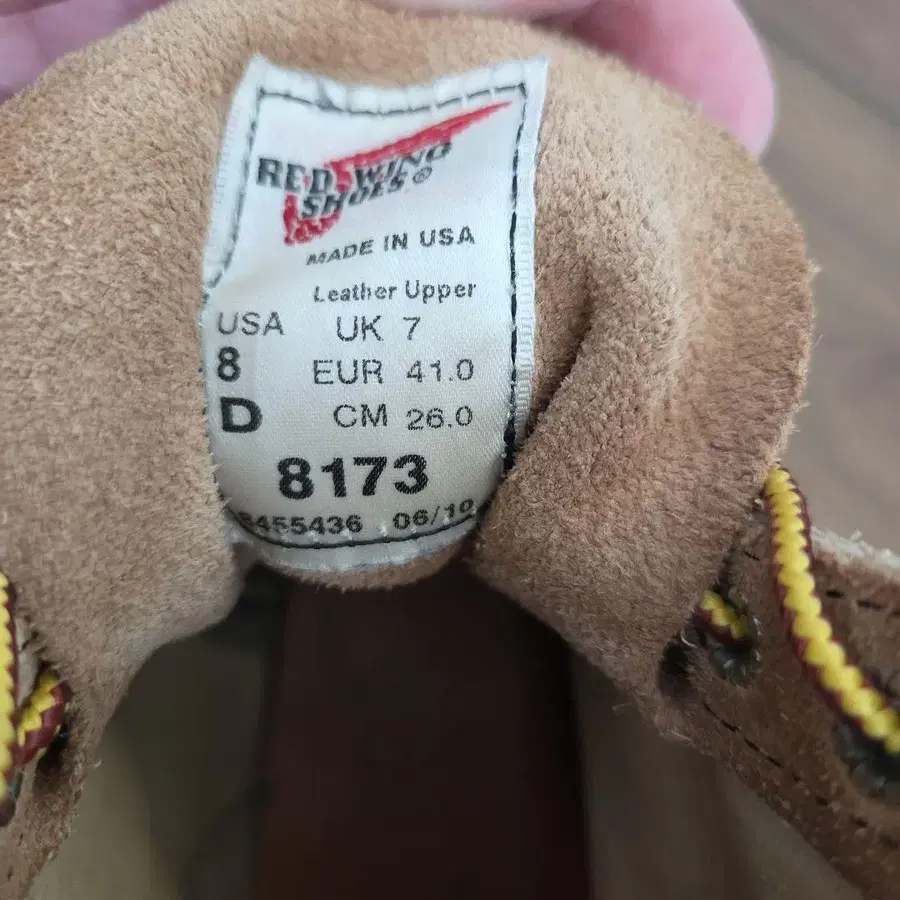 RED WING
SHOES®
MADE IN USA
Leather Upper
USA UK 7
8 EUR 41.0
D CM 26.0
8173
8455436 06/10